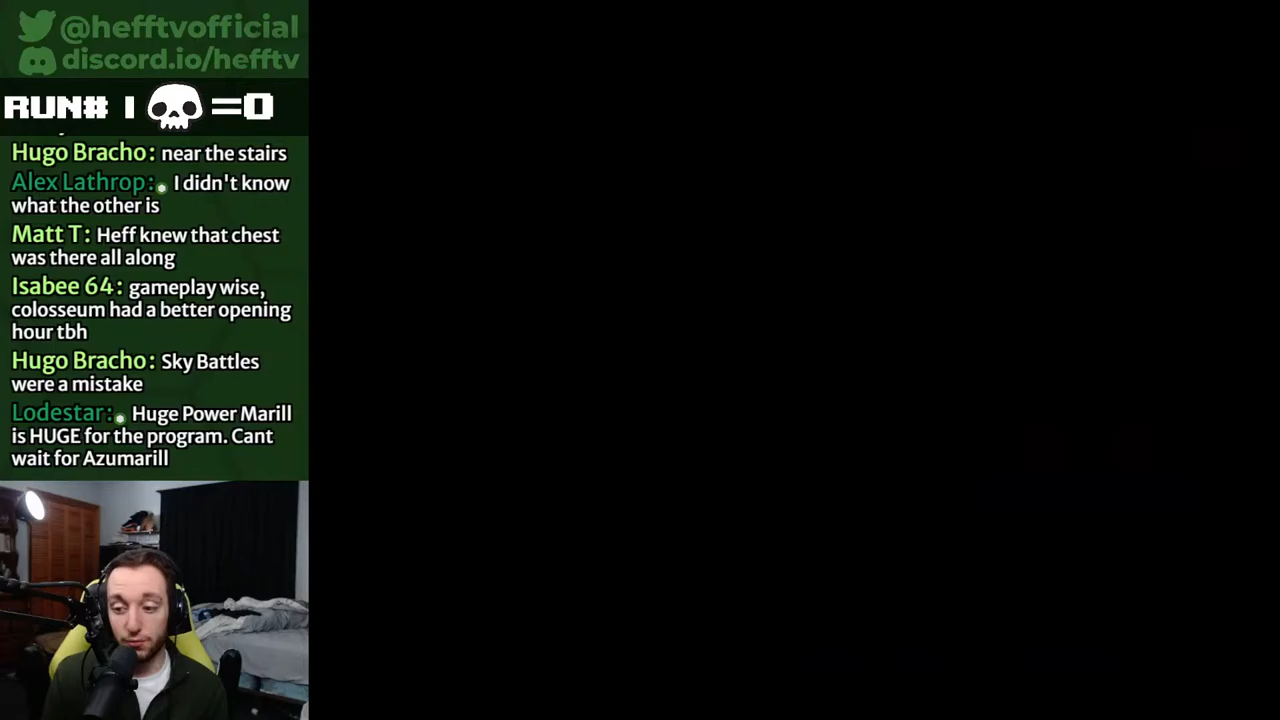 @hefftvofficial
discord.io/hefftv
RUN# 1 =0
Hugo Bracho: near the stairs
Alex Lathrop: I didn't know
what the other is
Matt T: Heff knew that chest
was there all along
Isabee 64: gameplay wise,
colosseum had a better opening
hour tbh
Hugo Bracho: Sky Battles
were a mistake
Lodestar: Huge Power Marill
is HUGE for the program. Cant
wait for Azumarill